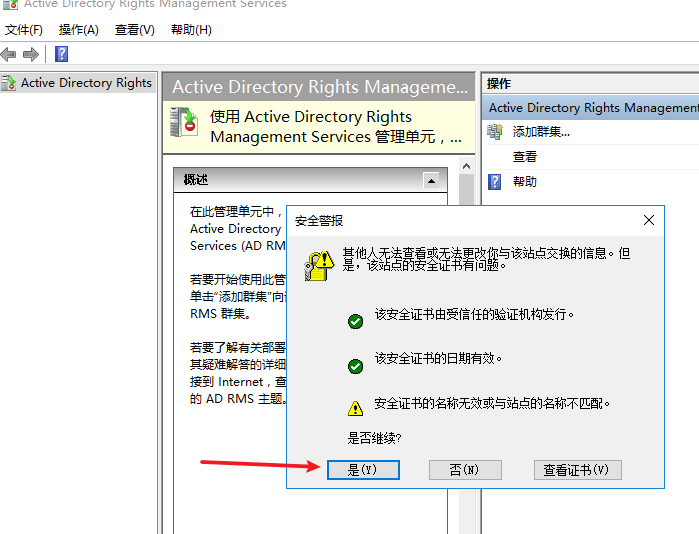 Active Directory Rights Management Services
文件(F) 操作(A) 查看(V) 帮助(H)
Active Directory Rights
Active Directory Rights Manageme...
使用 Active Directory Rights
Management Services 管理单元，...
概述
在此管理单元中，
Active Directory
Services (AD RM
若要开始使用此管
单击“添加群集”向
RMS 群集。
若要了解有关部署
其疑难解答的详细
接到 Internet，查
的 AD RMS 主题。
操作
Active Directory Rights Management
添加群集...
查看
帮助
安全警报
其他人无法查看或无法更改你与该站点交换的信息。但
是，该站点的安全证书有问题。
该安全证书由受信任的验证机构发行。
该安全证书的日期有效。
安全证书的名称无效或与站点的名称不匹配。
是否继续?
是(Y) 否(N) 查看证书(V)